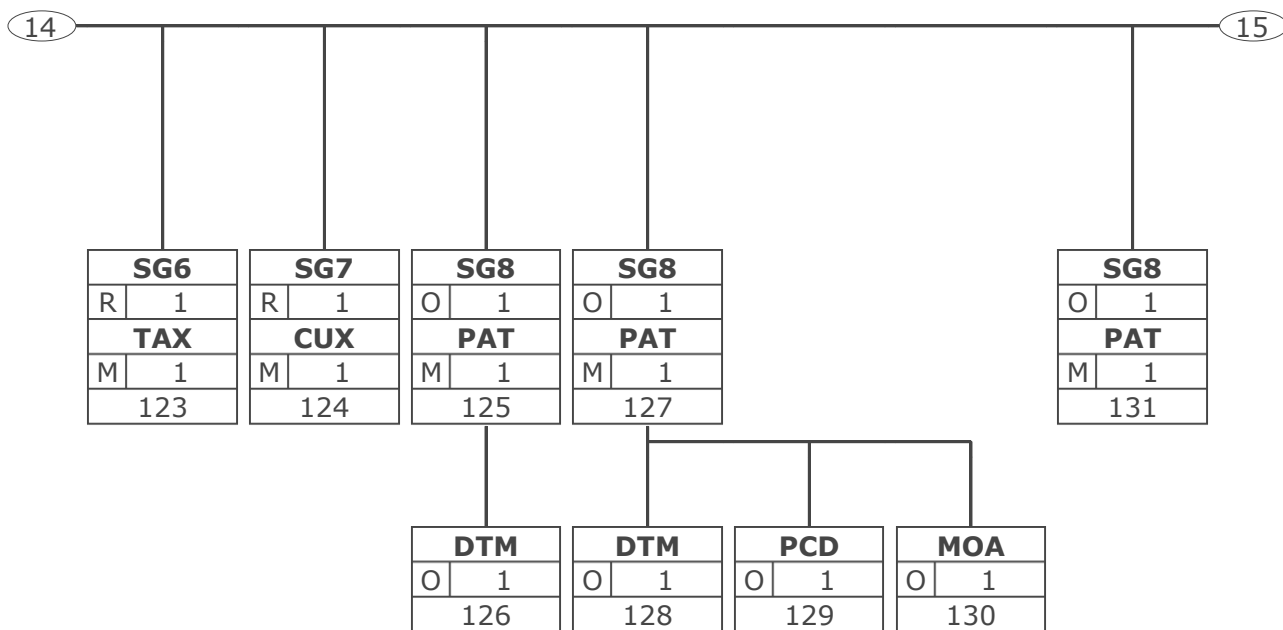 14 15
SG6 SG7 SG8 SG8 SG8
R 1 R 1 O 1 O 1 O 1
TAX CUX PAT PAT PAT
M 1 M 1 M 1 M 1 M 1
123 124 125 127 131
DTM DTM PCD MOA
O 1 O 1 O 1 O 1
126 128 129 130